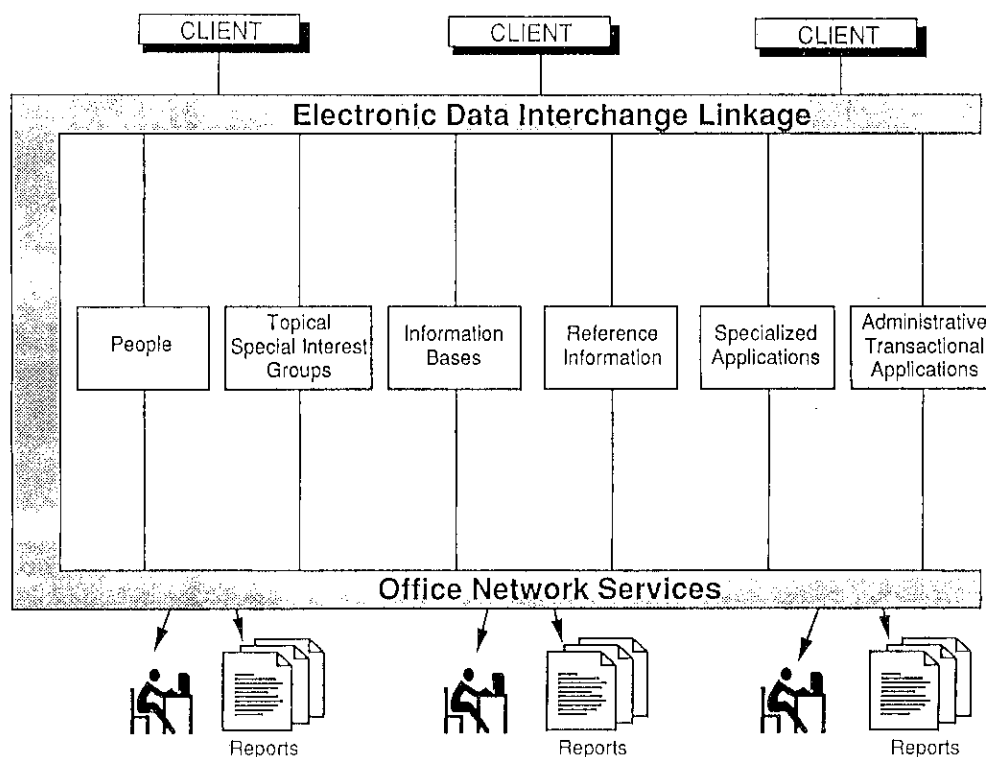 CLIENT
CLIENT
CLIENT
Electronic Data Interchange Linkage
People
Topical
Special Interest
Groups
Information
Bases
Reference
Information
Specialized
Applications
Administrative
Transactional
Applications
Office Network Services
Reports
Reports
Reports